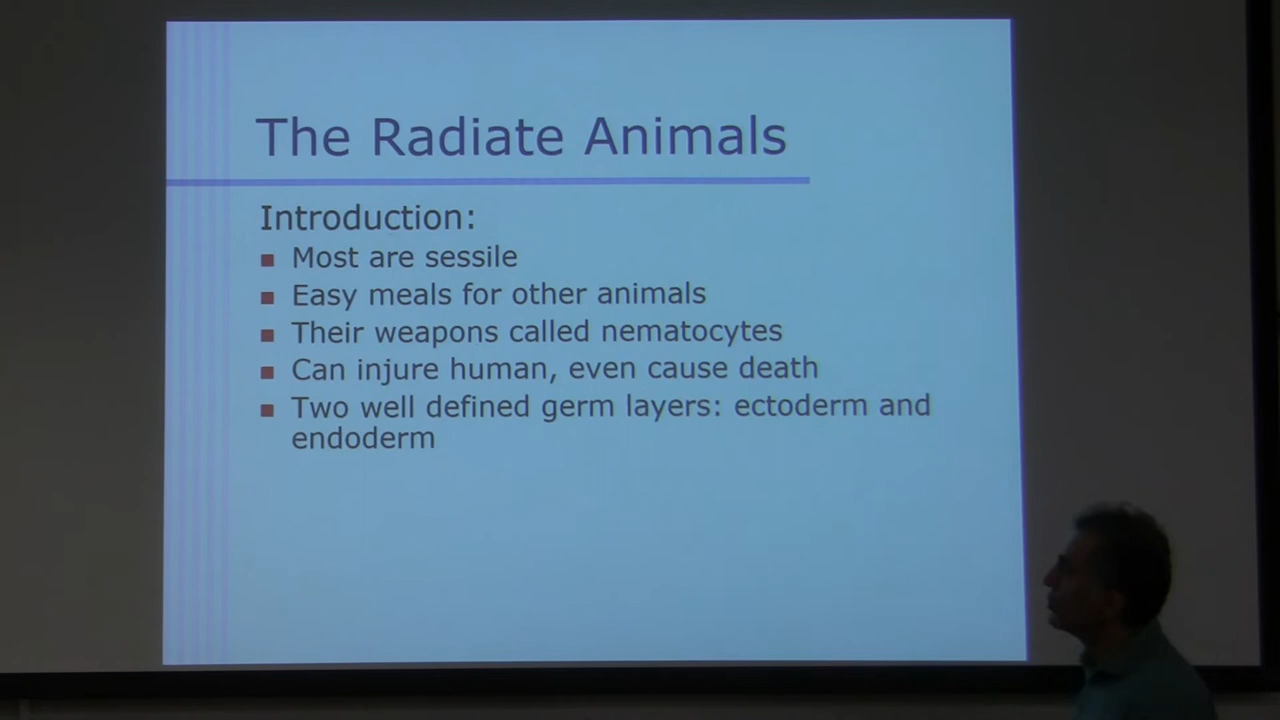 The Radiate Animals
Introduction:
Most are sessile
Easy meals for other animals
Their weapons called nematocytes
Can injure human, even cause death
Two well defined germ layers: ectoderm and
endoderm